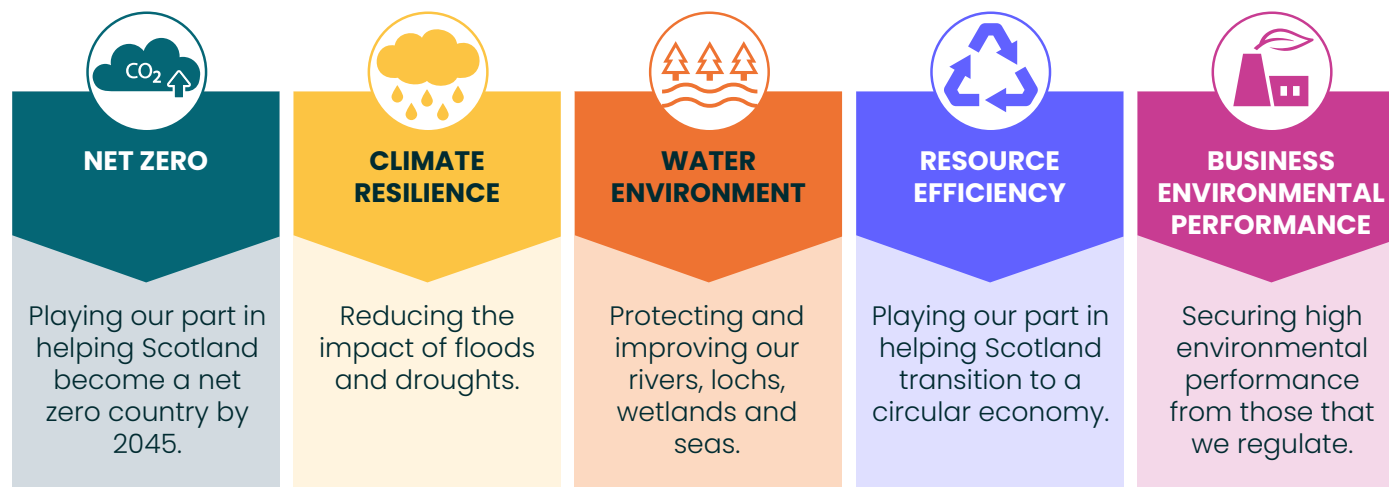 CO2
NET ZERO
Playing our part in
helping Scotland
become a net
zero country by
2045.
CLIMATE
RESILIENCE
Reducing the
impact of floods
and droughts.
WATER
ENVIRONMENT
Protecting and
improving our
rivers, lochs,
wetlands and
seas.
RESOURCE
EFFICIENCY
Playing our part in
helping Scotland
transition to a
circular economy.
BUSINESS
ENVIRONMENTAL
PERFORMANCE
Securing high
environmental
performance
from those that
we regulate.